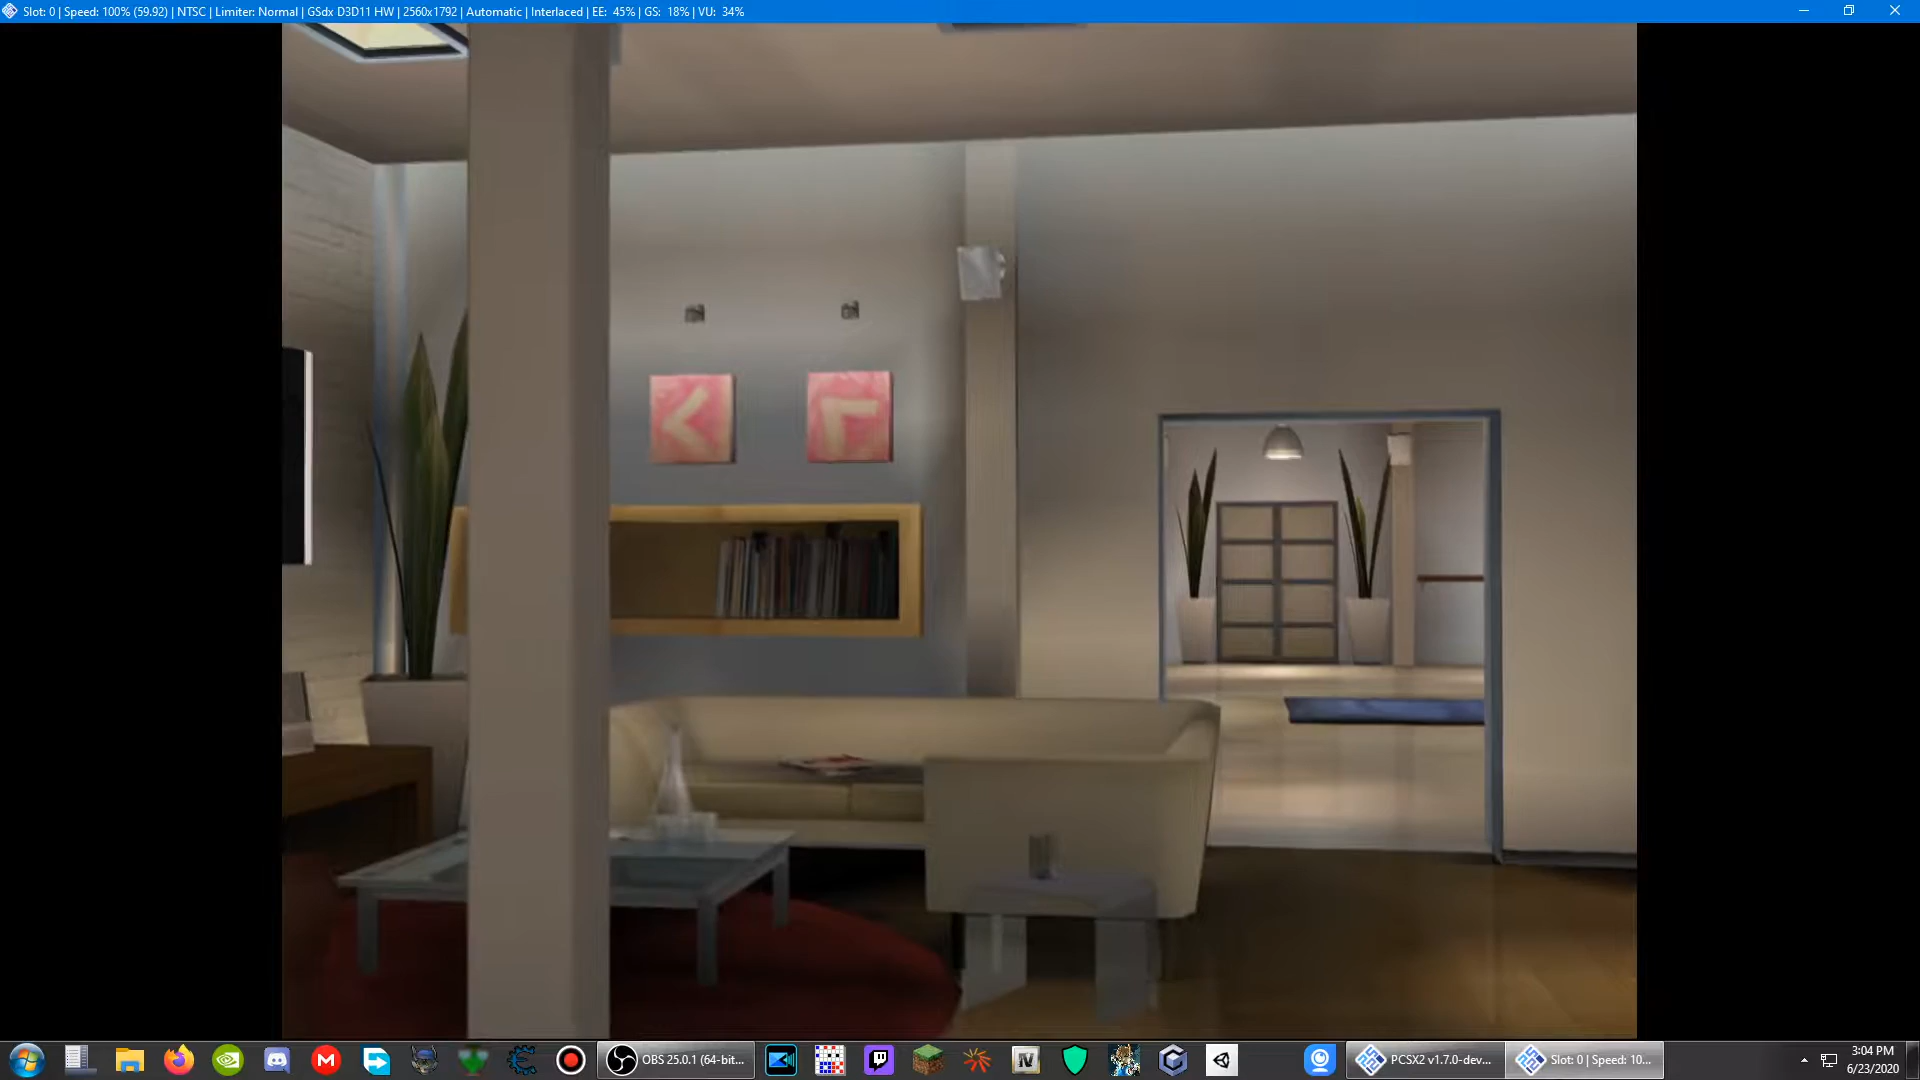 Slot: 0 | Speed: 100% (59.92) | NTSC | Limiter: Normal | GSdx D3D11 HW | 2560x1792 | Automatic | Interlaced | EE: 45% | GS: 18% | VU: 34%
OBS 25.0.1 (64-bit...
IV
PCSX2 v1.7.0-dev...
Slot: 0 | Speed: 10...
3:04 PM
6/23/2020